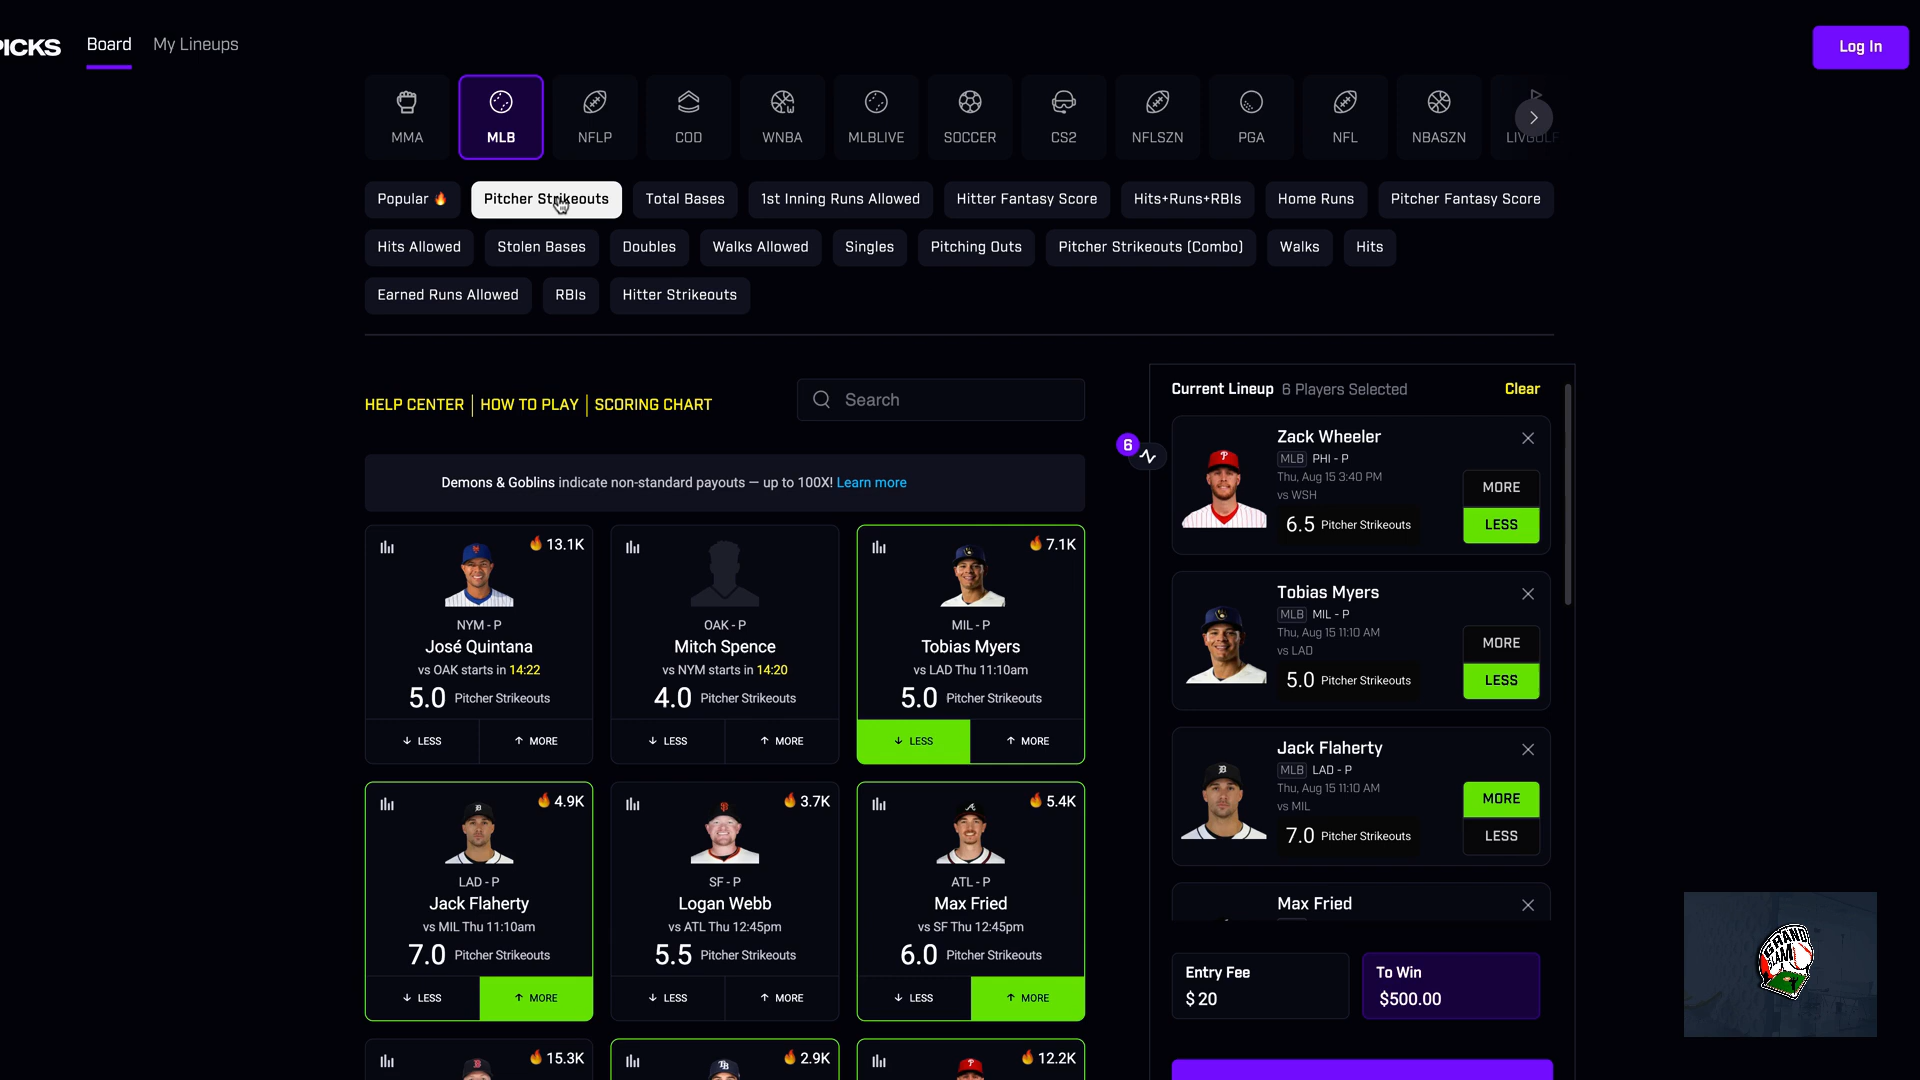 PICKS
Board
My Lineups
Log In
MMA
MLB
NFLP
COD
WNBA
MLBLIVE
SOCCER
CS2
NFLSZN
PGA
NFL
NBASZN
LIVGOLF
Popular
Pitcher Strikeouts
Total Bases
1st Inning Runs Allowed
Hitter Fantasy Score
Hits+Runs+RBIs
Home Runs
Pitcher Fantasy Score
Hits Allowed
Stolen Bases
Doubles
Walks Allowed
Singles
Pitching Outs
Pitcher Strikeouts (Combo)
Walks
Hits
Earned Runs Allowed
RBIs
Hitter Strikeouts
HELP CENTER
HOW TO PLAY
SCORING CHART
Search
Demons & Goblins indicate non-standard payouts — up to 100X! Learn more
13.1K
NYM - P
José Quintana
vs OAK starts in 14:22
5.0 Pitcher Strikeouts
LESS
MORE
OAK - P
Mitch Spence
vs NYM starts in 14:20
4.0 Pitcher Strikeouts
LESS
MORE
7.1K
MIL - P
Tobias Myers
vs LAD Thu 11:10am
5.0 Pitcher Strikeouts
LESS
MORE
4.9K
LAD - P
Jack Flaherty
vs MIL Thu 11:10am
7.0 Pitcher Strikeouts
LESS
MORE
3.7K
SF - P
Logan Webb
vs ATL Thu 12:45pm
5.5 Pitcher Strikeouts
LESS
MORE
5.4K
ATL - P
Max Fried
vs SF Thu 12:45pm
6.0 Pitcher Strikeouts
LESS
MORE
15.3K
2.9K
12.2K
6
Current Lineup 6 Players Selected
Clear
Zack Wheeler
MLB PHI - P
Thu, Aug 15 3:40 PM
vs WSH
6.5 Pitcher Strikeouts
MORE
LESS
Tobias Myers
MLB MIL - P
Thu, Aug 15 11:10 AM
vs LAD
5.0 Pitcher Strikeouts
MORE
LESS
Jack Flaherty
MLB LAD - P
Thu, Aug 15 11:10 AM
vs MIL
7.0 Pitcher Strikeouts
MORE
LESS
Max Fried
Entry Fee
$ 20
To Win
$500.00
GRAND
SLAM